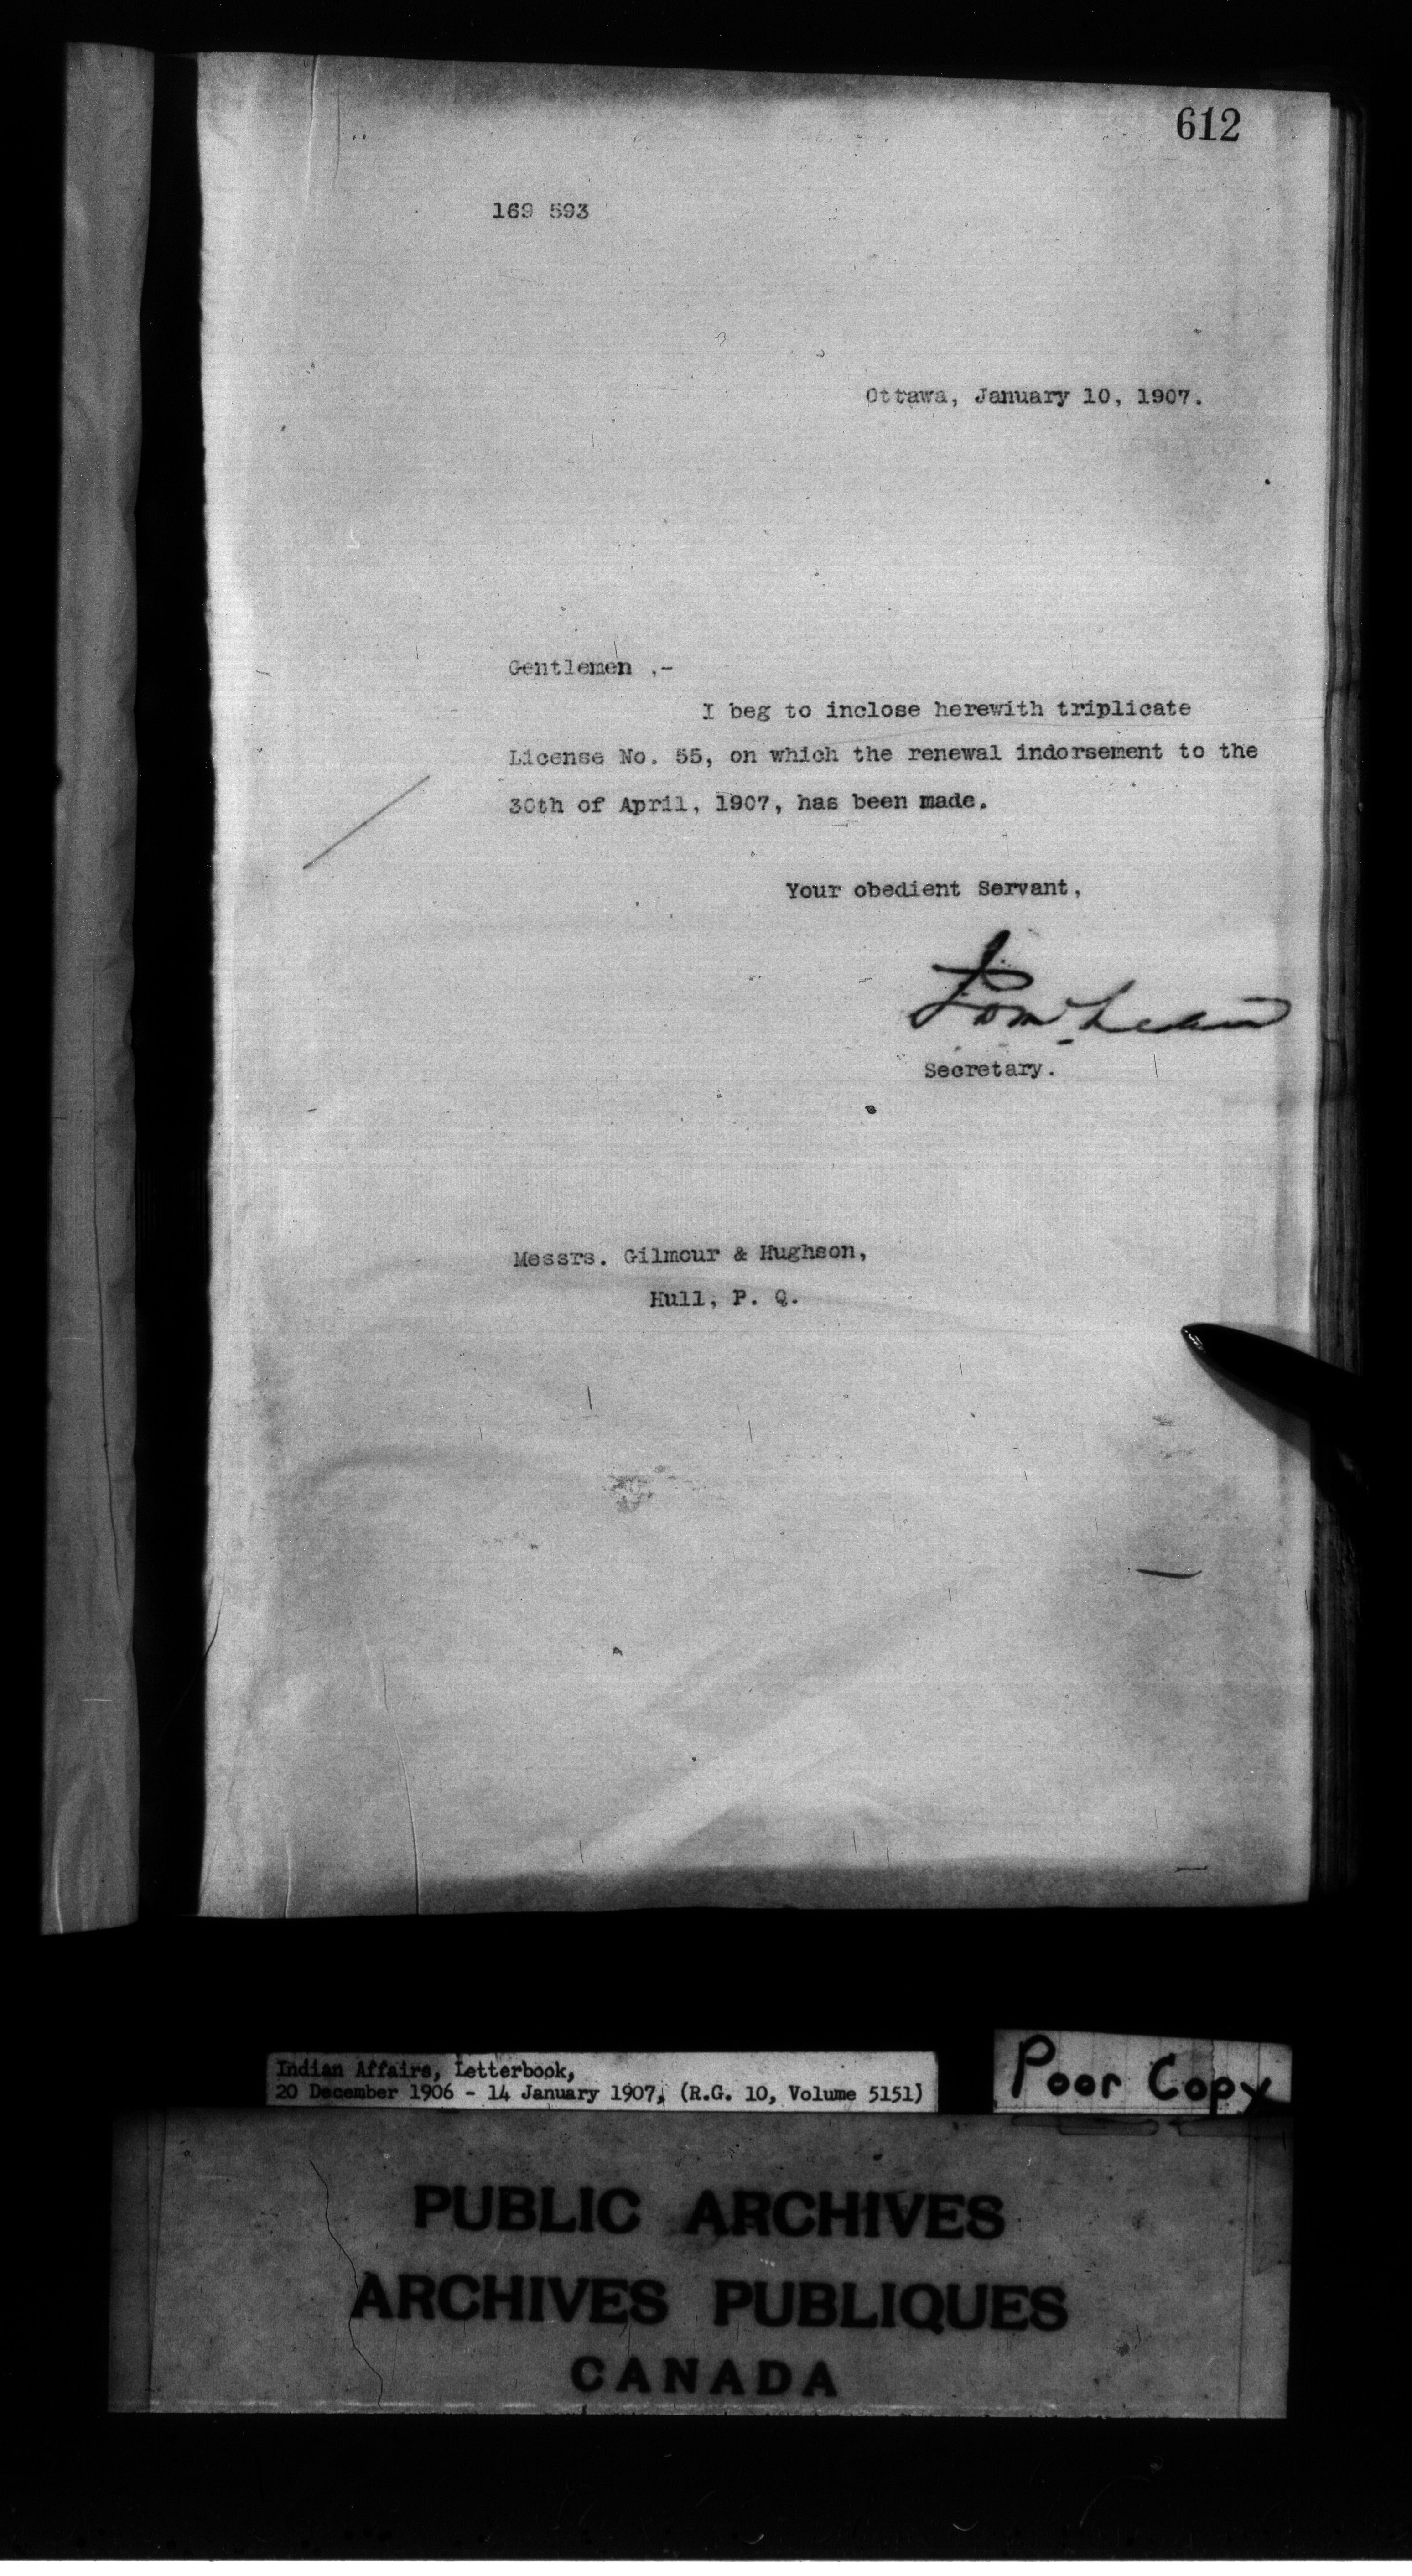 612
169 593
Ottawa, January 10, 1907.
Gentlemen ,-
I beg to inclose herewith triplicate
License No. 55, on which the renewal indorsement to the
30th of April, 1907, has been made.
Your obedient Servant,
Secretary.
Messrs. Gilmour & Hughson,
Hull, P. Q.
Indian Affairs, Letterbook,
20 December 1906 - 14 January 1907, (R.G. 10, Volume 5151)
Poor Copy
PUBLIC ARCHIVES
ARCHIVES PUBLIQUES
CANADA